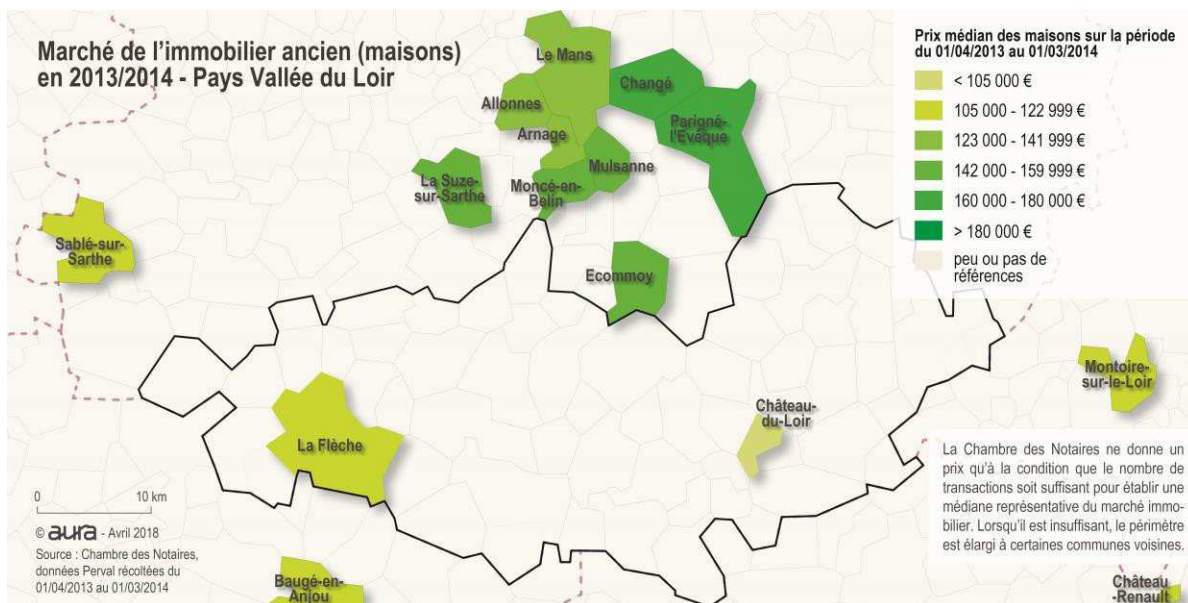 Marché de l'immobilier ancien (maisons)
en 2013/2014 - Pays Vallée du Loir
Prix médian des maisons sur la période
du 01/04/2013 au 01/03/2014
< 105 000 €
105 000 - 122 999 €
123 000 - 141 999 €
142 000 - 159 999 €
160 000 - 180 000 €
> 180 000 €
peu ou pas de
références
Le Mans
Changé
Allonnes
Arnage
Parigné-
l'Evêque
Mulsanne
La Suze-
sur-Sarthe
Moncé-en-
Belin
Sablé-sur-
Sarthe
Ecommoy
Montoire-
sur-le-Loir
Château-
du-Loir
La Flèche
La Chambre des Notaires ne donne un
prix qu'à la condition que le nombre de
transactions soit suffisant pour établir une
médiane représentative du marché immo-
bilier. Lorsqu'il est insuffisant, le périmètre
est élargi à certaines communes voisines.
0 10 km
© aura - Avril 2018
Source : Chambre des Notaires,
données Perval récoltées du
01/04/2013 au 01/03/2014
Baugé-en-
Anjou
Château
-Renault